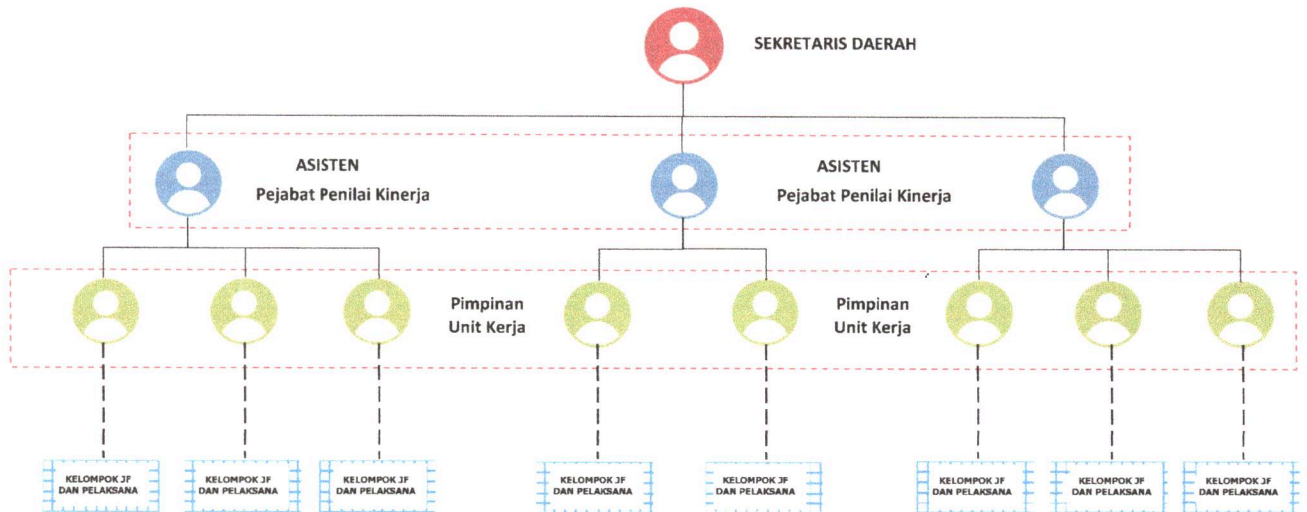 SEKRETARIS DAERAH
ASISTEN
Pejabat Penilai Kinerja
ASISTEN
Pejabat Penilai Kinerja
Pimpinan
Unit Kerja
Pimpinan
Unit Kerja
KELOMPOK JF
DAN PELAKSANA
KELOMPOK JF
DAN PELAKSANA
KELOMPOK JF
DAN PELAKSANA
KELOMPOK JF
DAN PELAKSANA
KELOMPOK JF
DAN PELAKSANA
KELOMPOK JF
DAN PELAKSANA
KELOMPOK JF
DAN PELAKSANA
KELOMPOK JF
DAN PELAKSANA